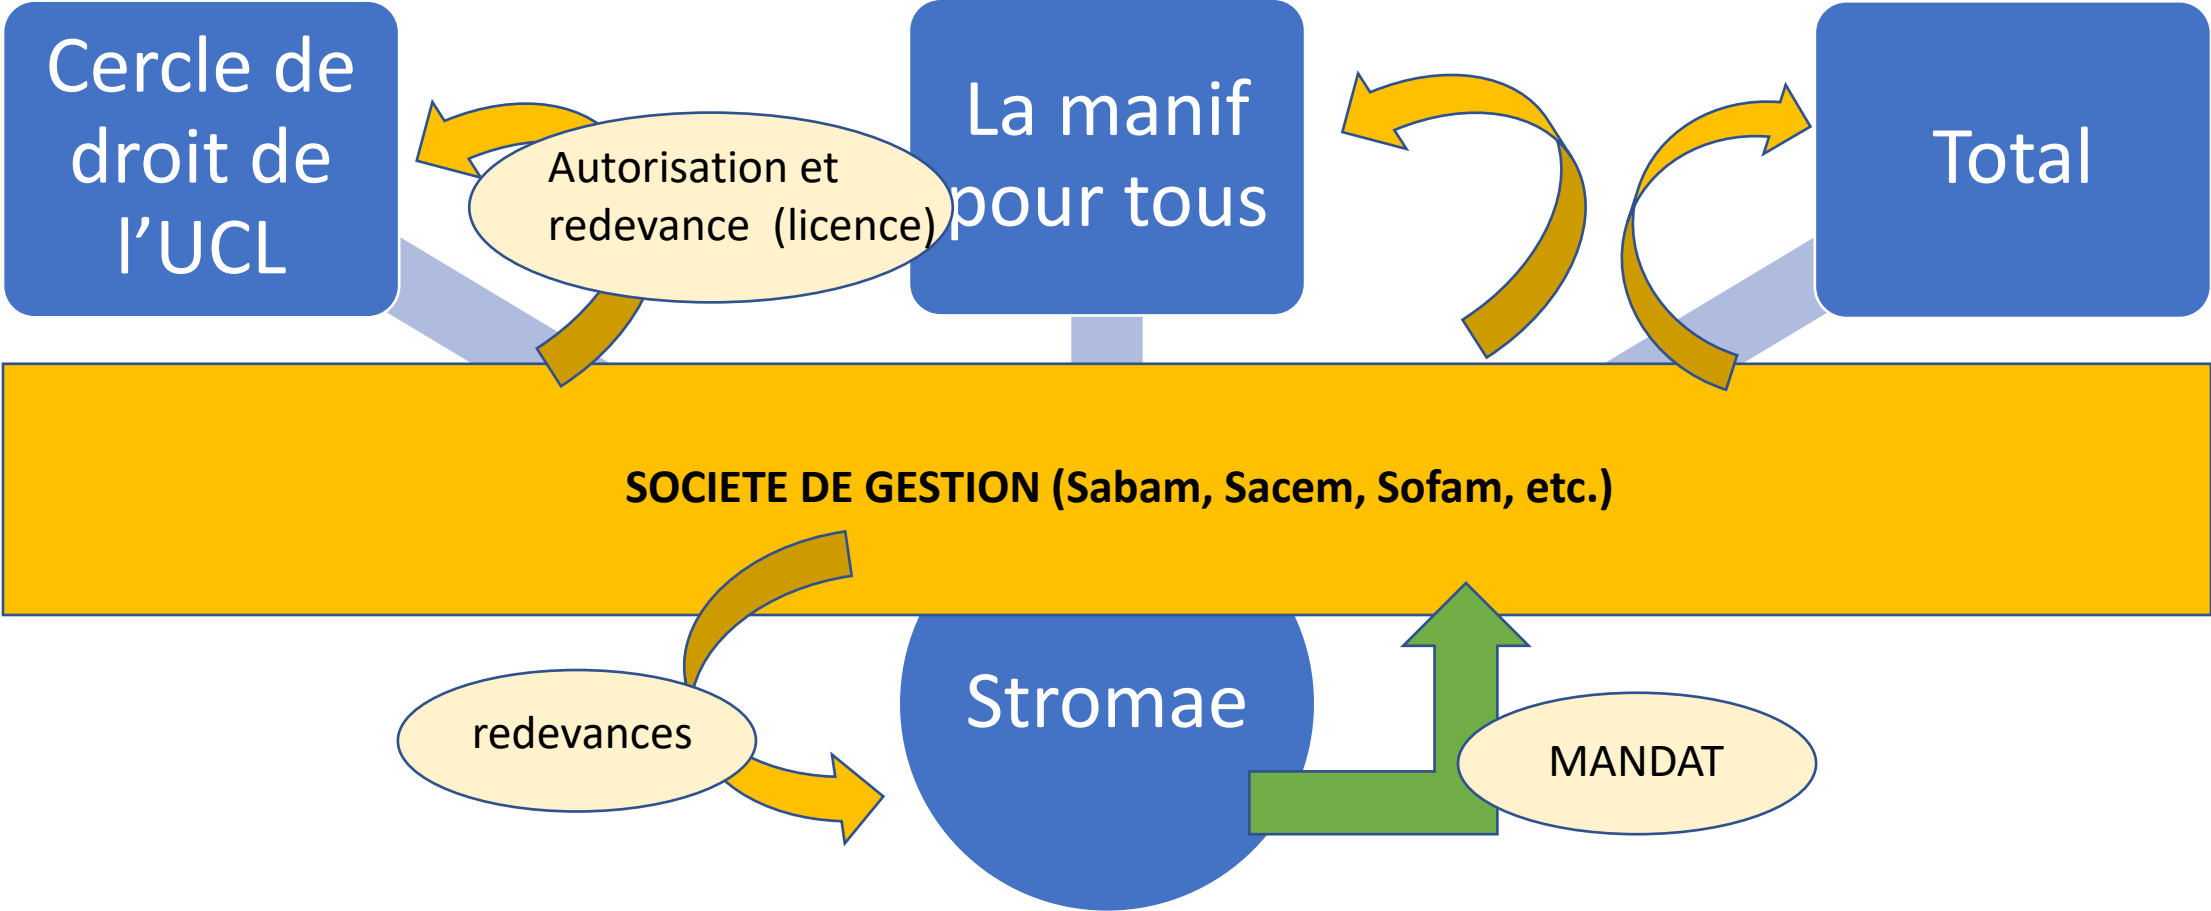 Cercle de
droit de
l’UCL
Autorisation et
redevance (licence)
La manif
pour tous
Total
SOCIETE DE GESTION (Sabam, Sacem, Sofam, etc.)
Stromae
redevances
MANDAT